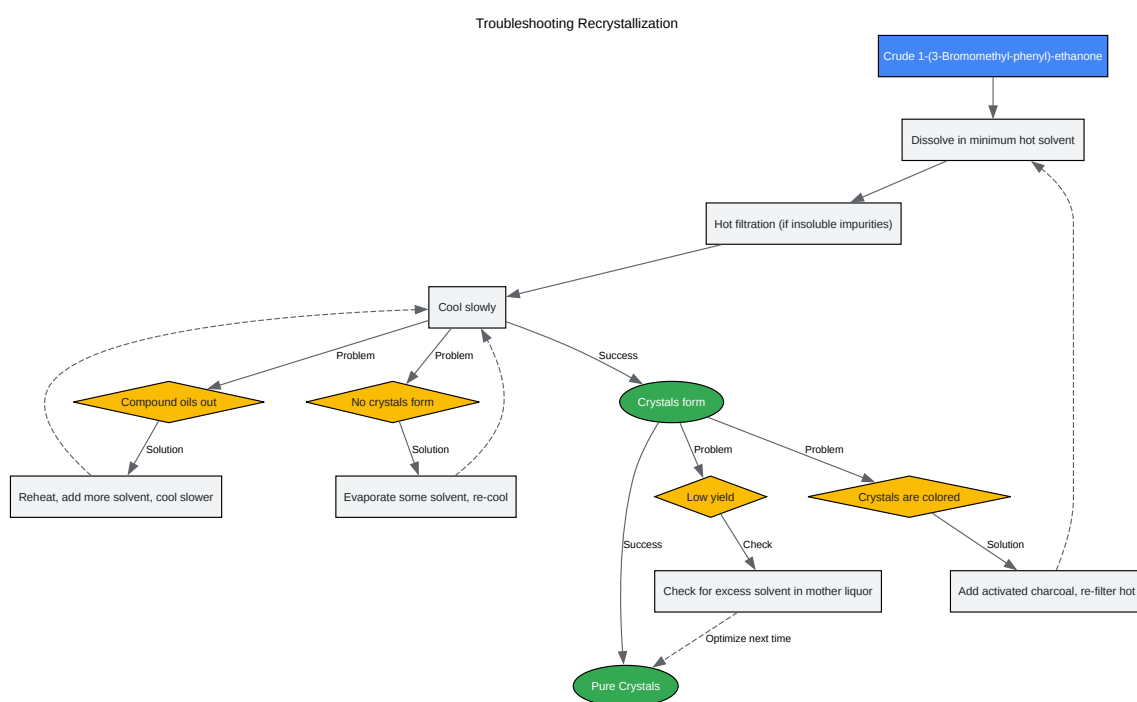 Troubleshooting Recrystallization
Crude 1-(3-Bromomethyl-phenyl)-ethanone
Dissolve in minimum hot solvent
Hot filtration (if insoluble impurities)
Cool slowly
Problem
Problem
Success
Compound oils out
No crystals form
Crystals form
Solution
Solution
Problem
Problem
Reheat, add more solvent, cool slower
Evaporate some solvent, re-cool
Low yield
Crystals are colored
Success
Check
Solution
Check for excess solvent in mother liquor
Add activated charcoal, re-filter hot
Optimize next time
Pure Crystals